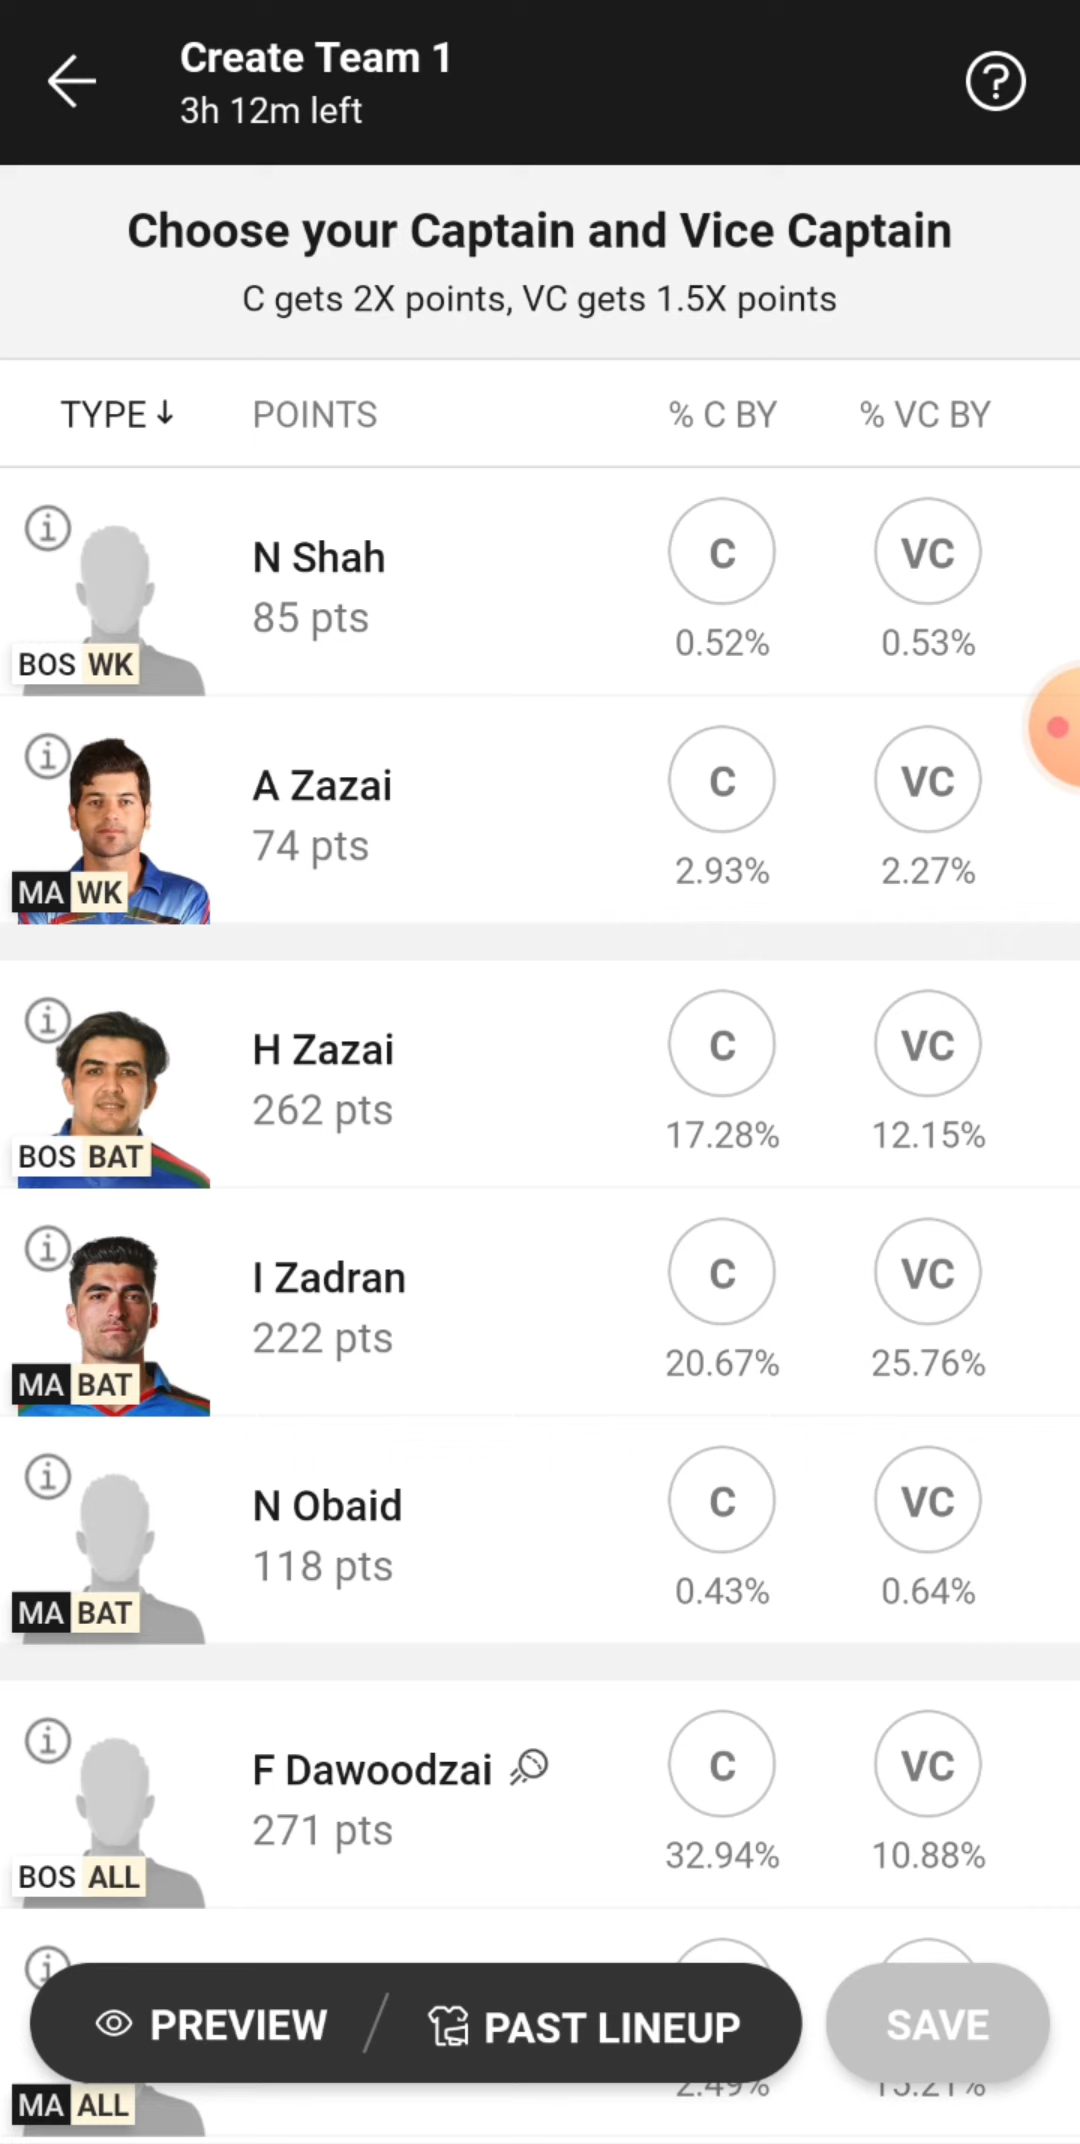 Create Team 1
3h 12m left
Choose your Captain and Vice Captain
C gets 2X points, VC gets 1.5X points
TYPE↓ POINTS % C BY % VC BY
N Shah C VC
85 pts 0.52% 0.53%
BOS WK
A Zazai C VC
74 pts 2.93% 2.27%
MA WK
H Zazai C VC
262 pts 17.28% 12.15%
BOS BAT
I Zadran C VC
222 pts 20.67% 25.76%
MA BAT
N Obaid C VC
118 pts 0.43% 0.64%
MA BAT
F Dawoodzai C VC
271 pts 32.94% 10.88%
BOS ALL
PREVIEW / PAST LINEUP SAVE
MA ALL